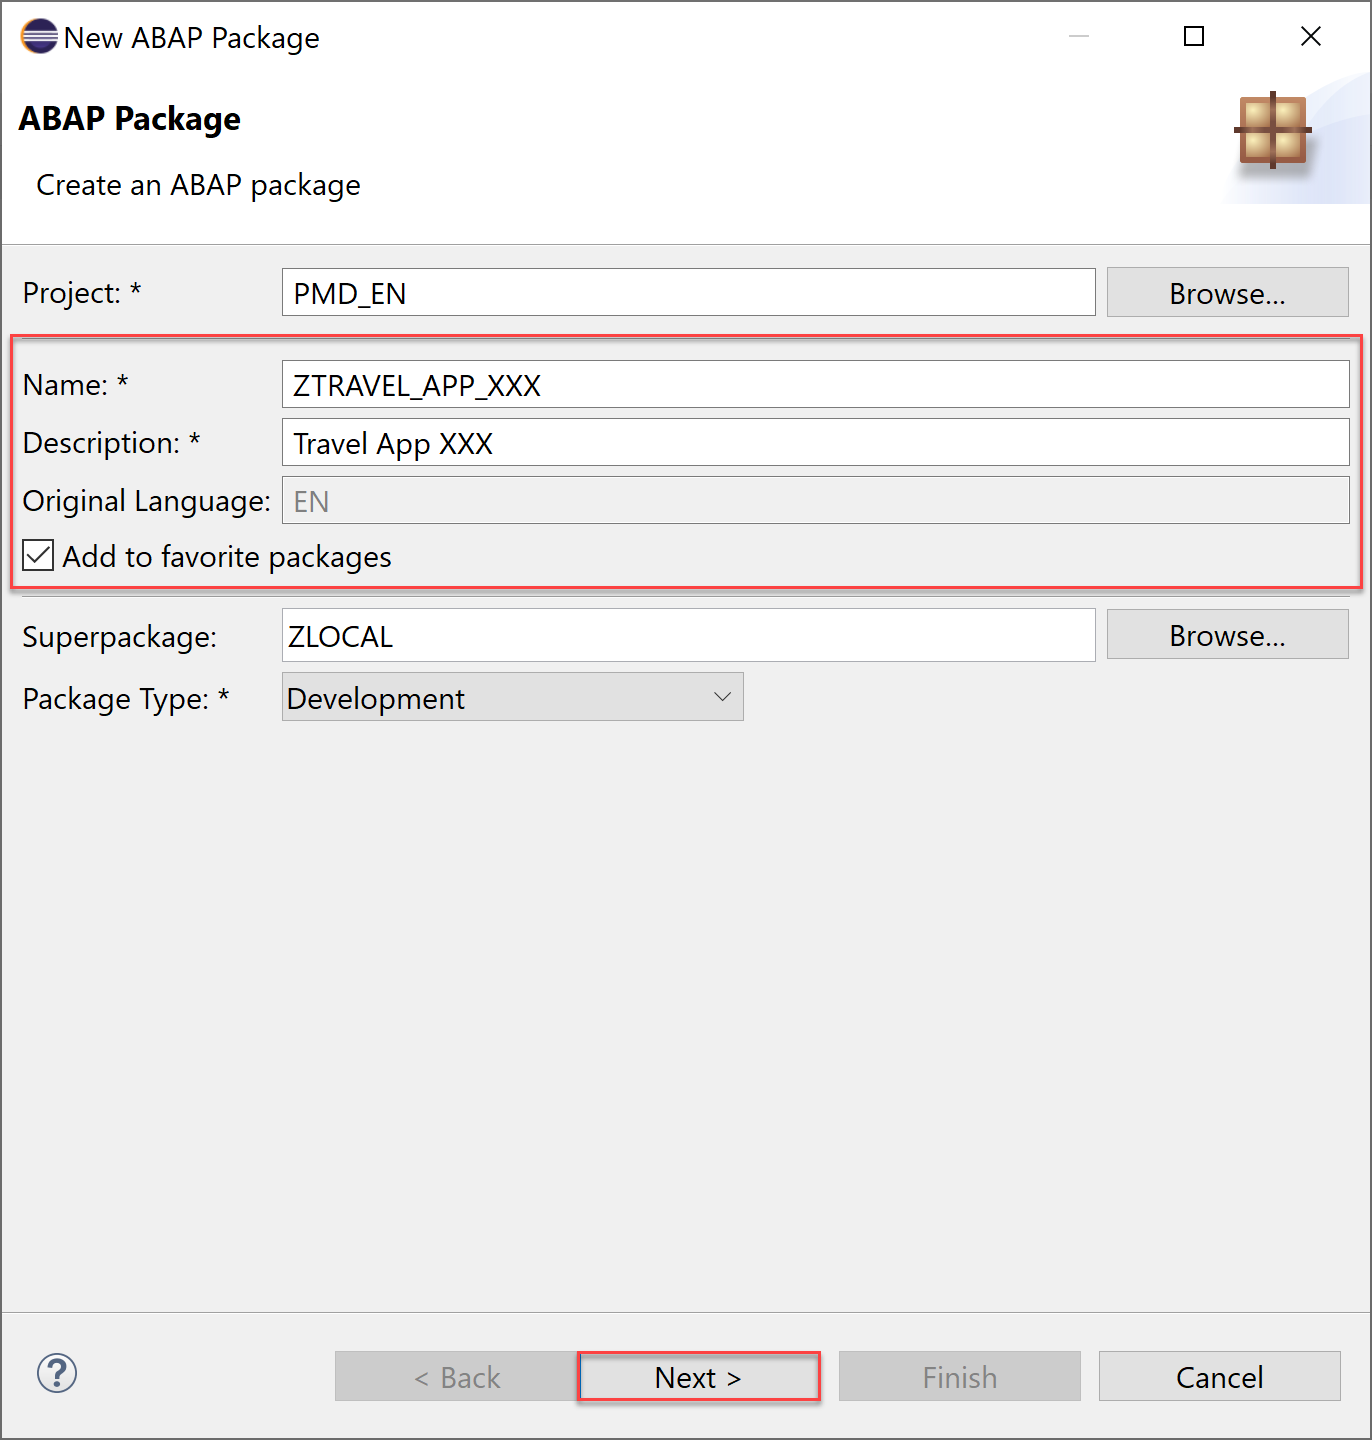 New ABAP Package
ABAP Package
Create an ABAP package
Project: * PMD_EN Browse...
Name: * ZTRAVEL_APP_XXX
Description: * Travel App XXX
Original Language: EN
Add to favorite packages
Superpackage: ZLOCAL Browse...
Package Type: * Development
? < Back Next > Finish Cancel